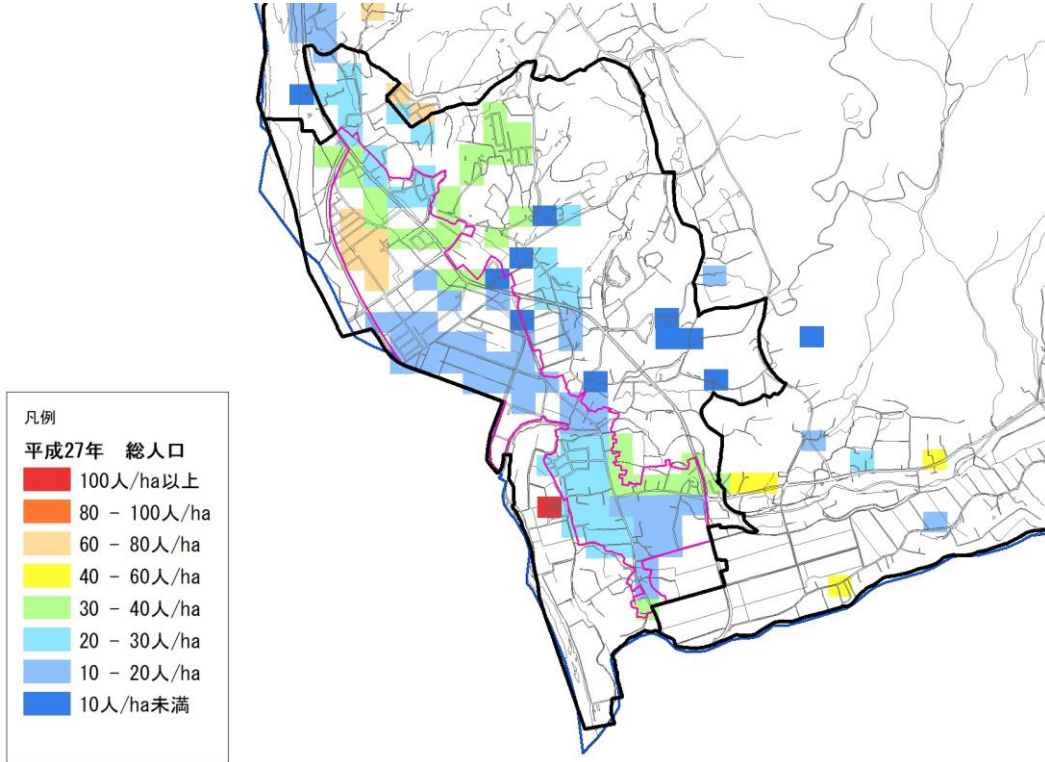 凡例
平成27年 総人口
100人/ha以上
80 - 100人/ha
60 - 80人/ha
40 - 60人/ha
30 - 40人/ha
20 - 30人/ha
10 - 20人/ha
10人/ha未満